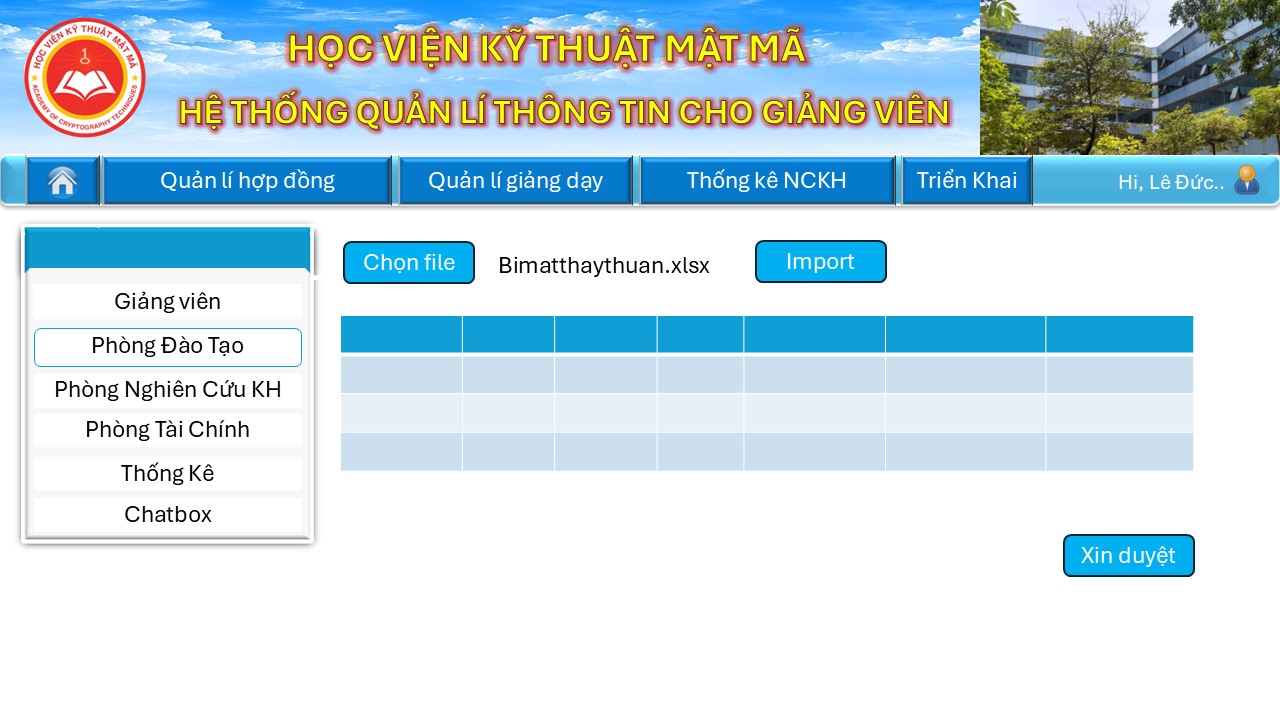 HỌC VIỆN KỸ THUẬT MẬT MÃ
ACADEMY OF CRYPTOGRAPHY TECHNIQUES
HỌC VIỆN KỸ THUẬT MẬT MÃ
HỆ THỐNG QUẢN LÍ THÔNG TIN CHO GIẢNG VIÊN
Quản lí hợp đồng
Quản lí giảng dạy
Thống kê NCKH
Triển Khai
Hi, Lê Đức..
Giảng viên
Phòng Đào Tạo
Phòng Nghiên Cứu KH
Phòng Tài Chính
Thống Kê
Chatbox
Chọn file
Bimatthaythuan.xlsx
Import
Xin duyệt